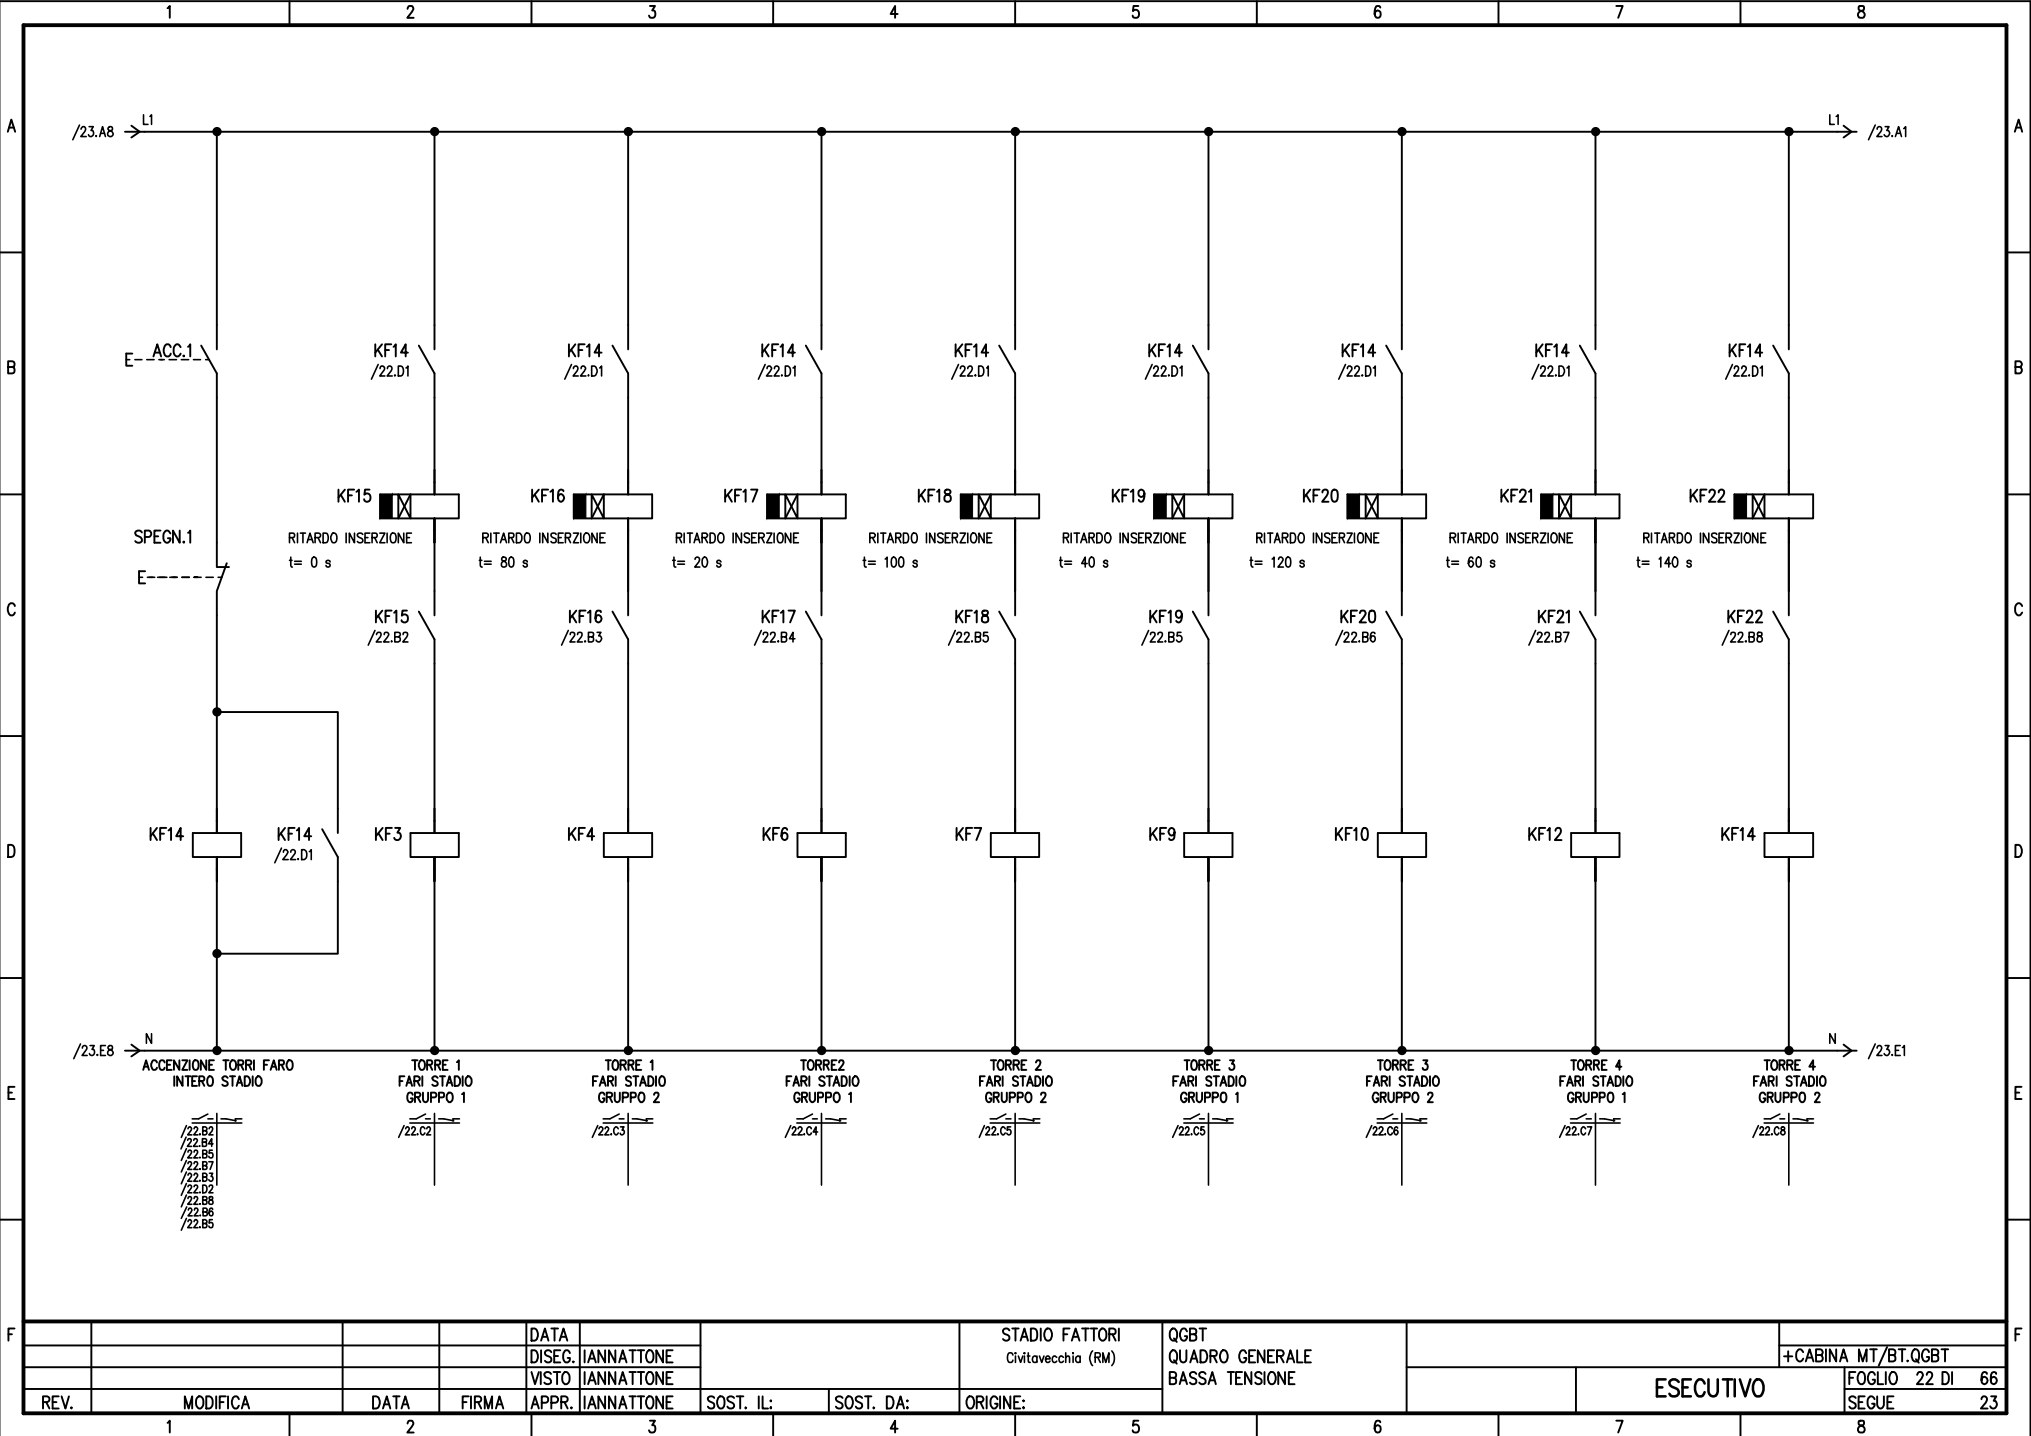 1 2 3 4 5 6 7 8
A A
/23.A8 L1 L1 /23.A1
B B
E ACC.1
KF14 KF14 KF14 KF14 KF14 KF14 KF14 KF14
/22.D1 /22.D1 /22.D1 /22.D1 /22.D1 /22.D1 /22.D1 /22.D1
KF15 KF16 KF17 KF18 KF19 KF20 KF21 KF22
SPEGN.1
E
RITARDO INSERZIONE RITARDO INSERZIONE RITARDO INSERZIONE RITARDO INSERZIONE RITARDO INSERZIONE RITARDO INSERZIONE RITARDO INSERZIONE RITARDO INSERZIONE
t= 0 s t= 80 s t= 20 s t= 100 s t= 40 s t= 120 s t= 60 s t= 140 s
C C
KF15 KF16 KF17 KF18 KF19 KF20 KF21 KF22
/22.B2 /22.B3 /22.B4 /22.B5 /22.B5 /22.B6 /22.B7 /22.B8
D D
KF14 KF14 KF3 KF4 KF6 KF7 KF9 KF10 KF12 KF14
/22.D1
/23.E8 N N /23.E1
E E
ACCENZIONE TORRI FARO
INTERO STADIO
/22.B2
/22.B4
/22.B5
/22.B7
/22.B3
/22.D2
/22.B8
/22.B6
/22.B5
TORRE 1
FARI STADIO
GRUPPO 1
/22.C2
TORRE 1
FARI STADIO
GRUPPO 2
/22.C3
TORRE2
FARI STADIO
GRUPPO 1
/22.C4
TORRE 2
FARI STADIO
GRUPPO 2
/22.C5
TORRE 3
FARI STADIO
GRUPPO 1
/22.C5
TORRE 3
FARI STADIO
GRUPPO 2
/22.C6
TORRE 4
FARI STADIO
GRUPPO 1
/22.C7
TORRE 4
FARI STADIO
GRUPPO 2
/22.C8
F F
DATA
DISEG. IANNATTONE
VISTO IANNATTONE
REV. MODIFICA DATA FIRMA APPR. IANNATTONE SOST. IL: SOST. DA: ORIGINE:
STADIO FATTORI
Civitavecchia (RM)
QGBT
QUADRO GENERALE
BASSA TENSIONE
ESECUTIVO
+CABINA MT/BT.QGBT
FOGLIO 22 DI 66
SEGUE 23
1 2 3 4 5 6 7 8